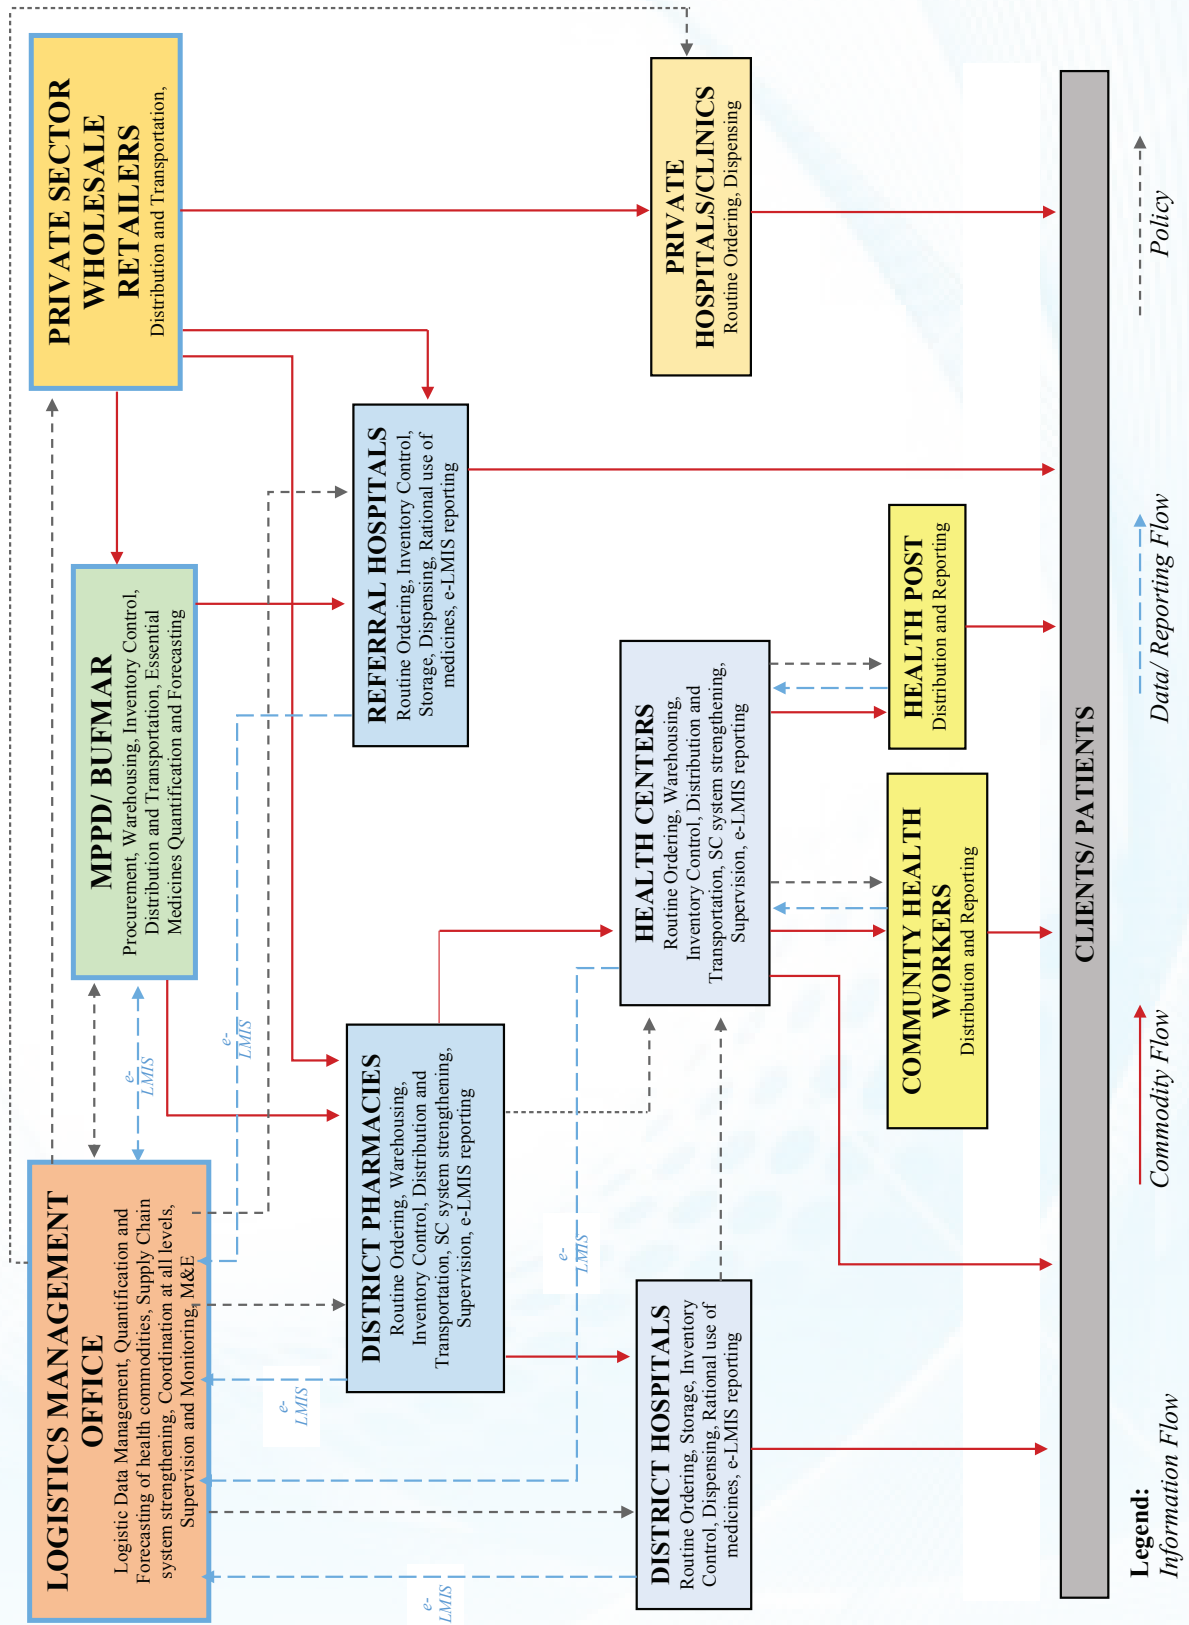 LOGISTICS MANAGEMENT
OFFICE
Logistic Data Management, Quantification and
Forecasting of health commodities, Supply Chain
system strengthening, Coordination at all levels,
Supervision and Monitoring, M&E
MPPD/ BUFMAR
Procurement, Warehousing, Inventory Control,
Distribution and Transportation, Essential
Medicines Quantification and Forecasting
PRIVATE SECTOR
WHOLESALE
RETAILERS
Distribution and Transportation,
e-
LMIS
e-
LMIS
e-
LMIS
e-
LMIS
e-
LMIS
DISTRICT PHARMACIES
Routine Ordering, Warehousing,
Inventory Control, Distribution and
Transportation, SC system strengthening,
Supervision, e-LMIS reporting
REFERRAL HOSPITALS
Routine Ordering, Inventory Control,
Storage, Dispensing, Rational use of
medicines, e-LMIS reporting
DISTRICT HOSPITALS
Routine Ordering, Storage, Inventory
Control, Dispensing, Rational use of
medicines, e-LMIS reporting
HEALTH CENTERS
Routine Ordering, Warehousing,
Inventory Control, Distribution and
Transportation, SC system strengthening,
Supervision, e-LMIS reporting
PRIVATE
HOSPITALS/CLINICS
Routine Ordering, Dispensing
COMMUNITY HEALTH
WORKERS
Distribution and Reporting
HEALTH POST
Distribution and Reporting
CLIENTS/ PATIENTS
Legend:
Information Flow
Commodity Flow
Data/ Reporting Flow
Policy